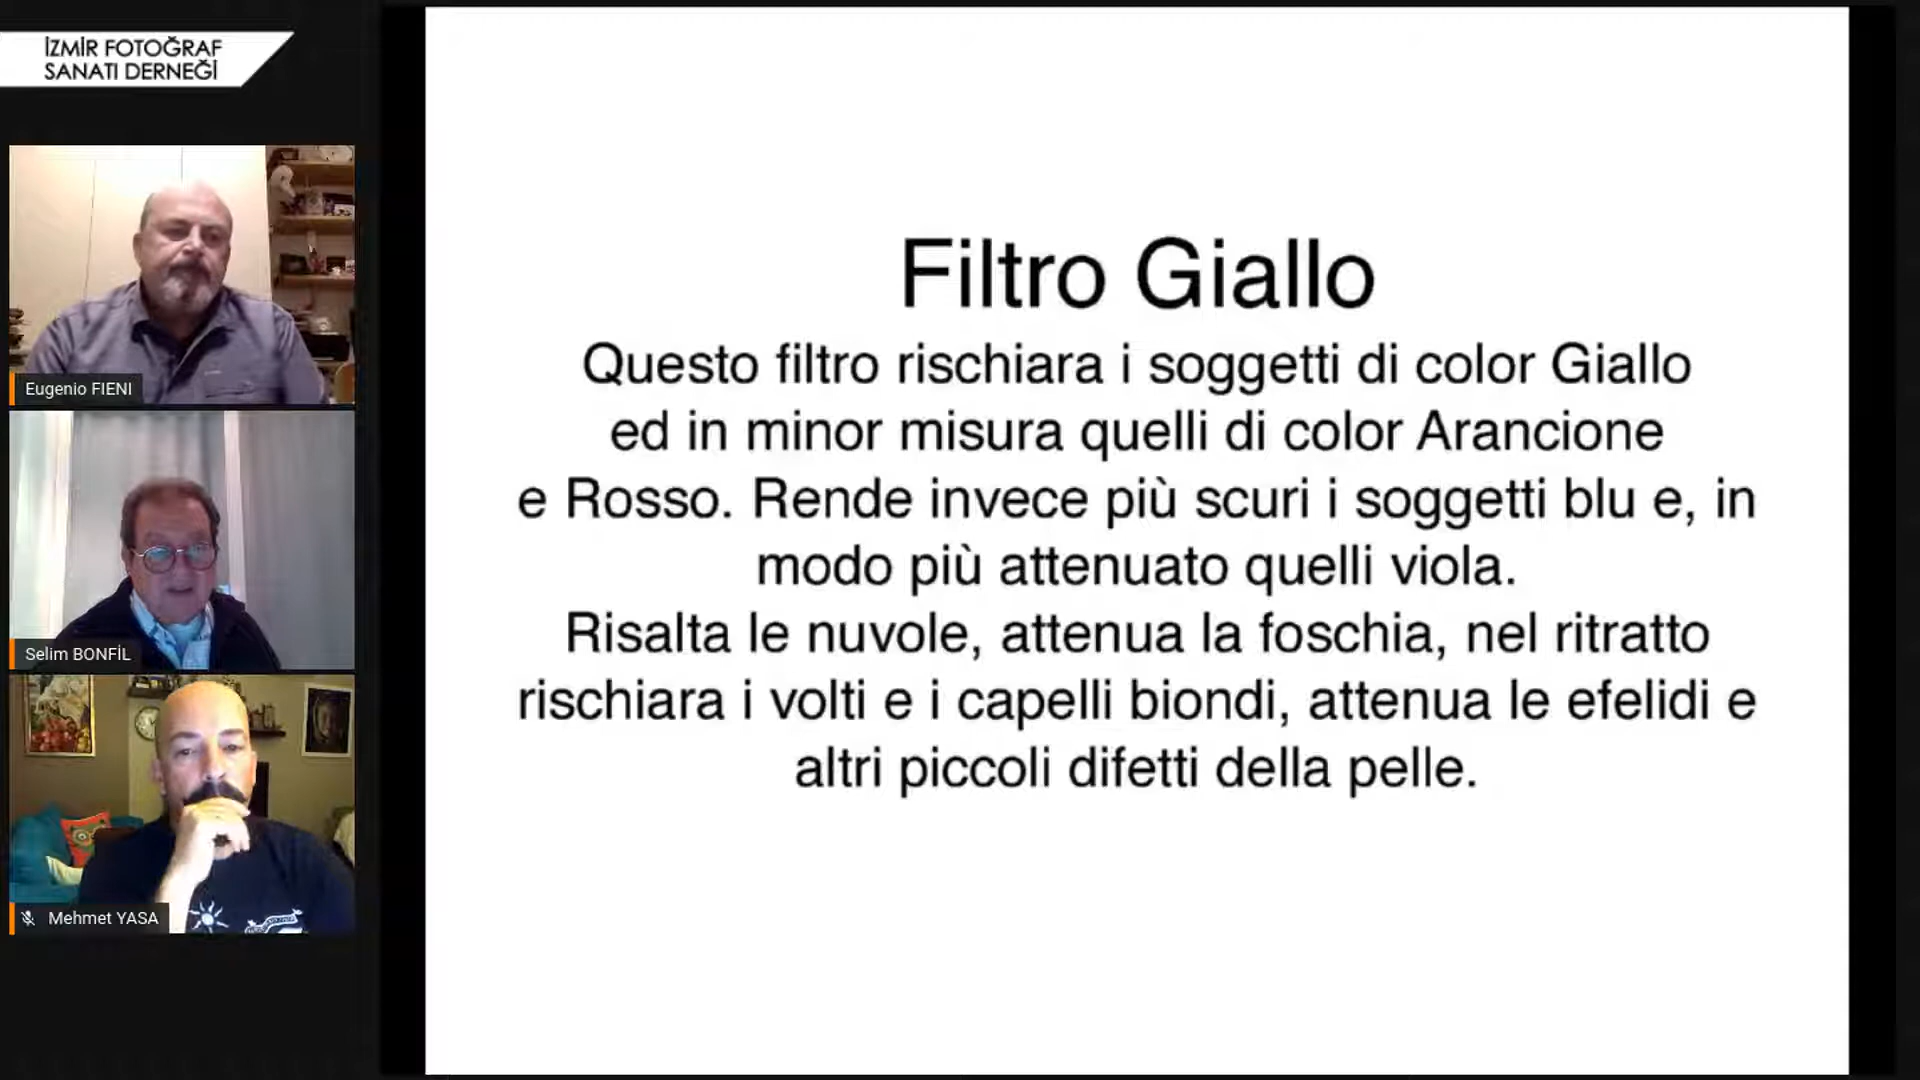 İZMİR FOTOĞRAF
SANATI DERNEĞİ
Eugenio FIENI
Selim BONFİL
Mehmet YASA
Filtro Giallo
Questo filtro rischiara i soggetti di color Giallo
ed in minor misura quelli di color Arancione
e Rosso. Rende invece più scuri i soggetti blu e, in
modo più attenuato quelli viola.
Risalta le nuvole, attenua la foschia, nel ritratto
rischiara i volti e i capelli biondi, attenua le efelidi e
altri piccoli difetti della pelle.